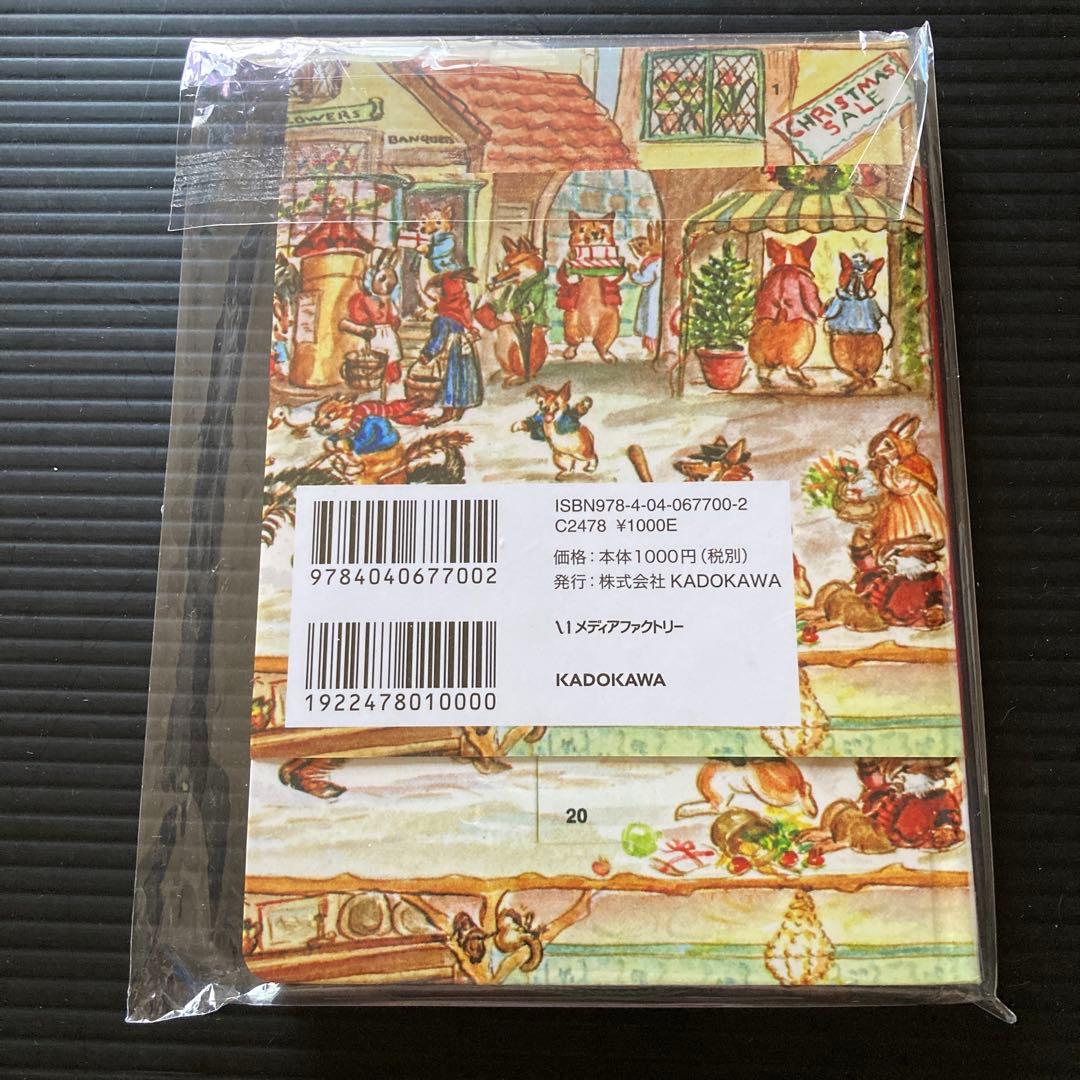 LOWERS
BANQUES
1
CHRISTMAS
SALE
ISBN978-4-04-067700-2
C2478 ¥1000E
価格：本体1000円（税別）
発行：株式会社 KADOKAWA
メディアファクトリー
KADOKAWA
9784040677002
1922478010000
20